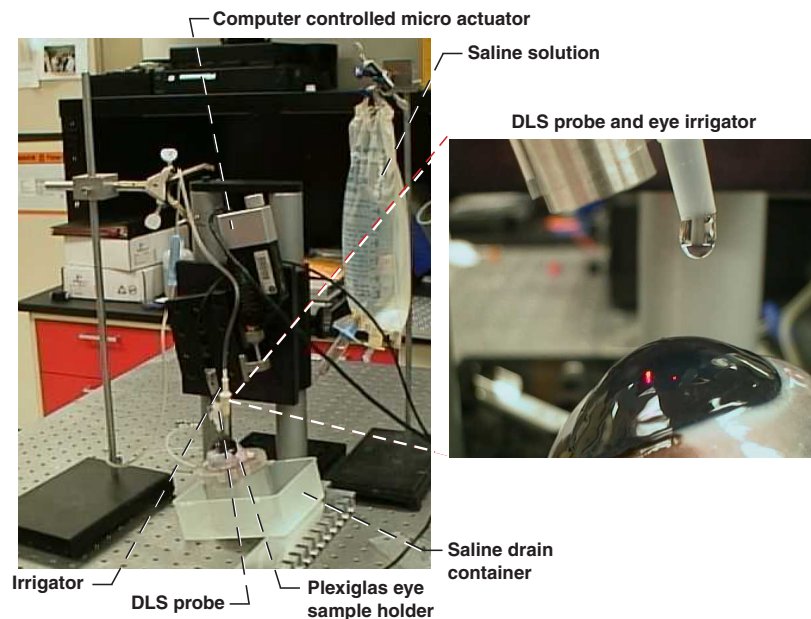 Computer controlled micro actuator
Saline solution
DLS probe and eye irrigator
Saline drain
container
Irrigator
DLS probe
Plexiglas eye
sample holder